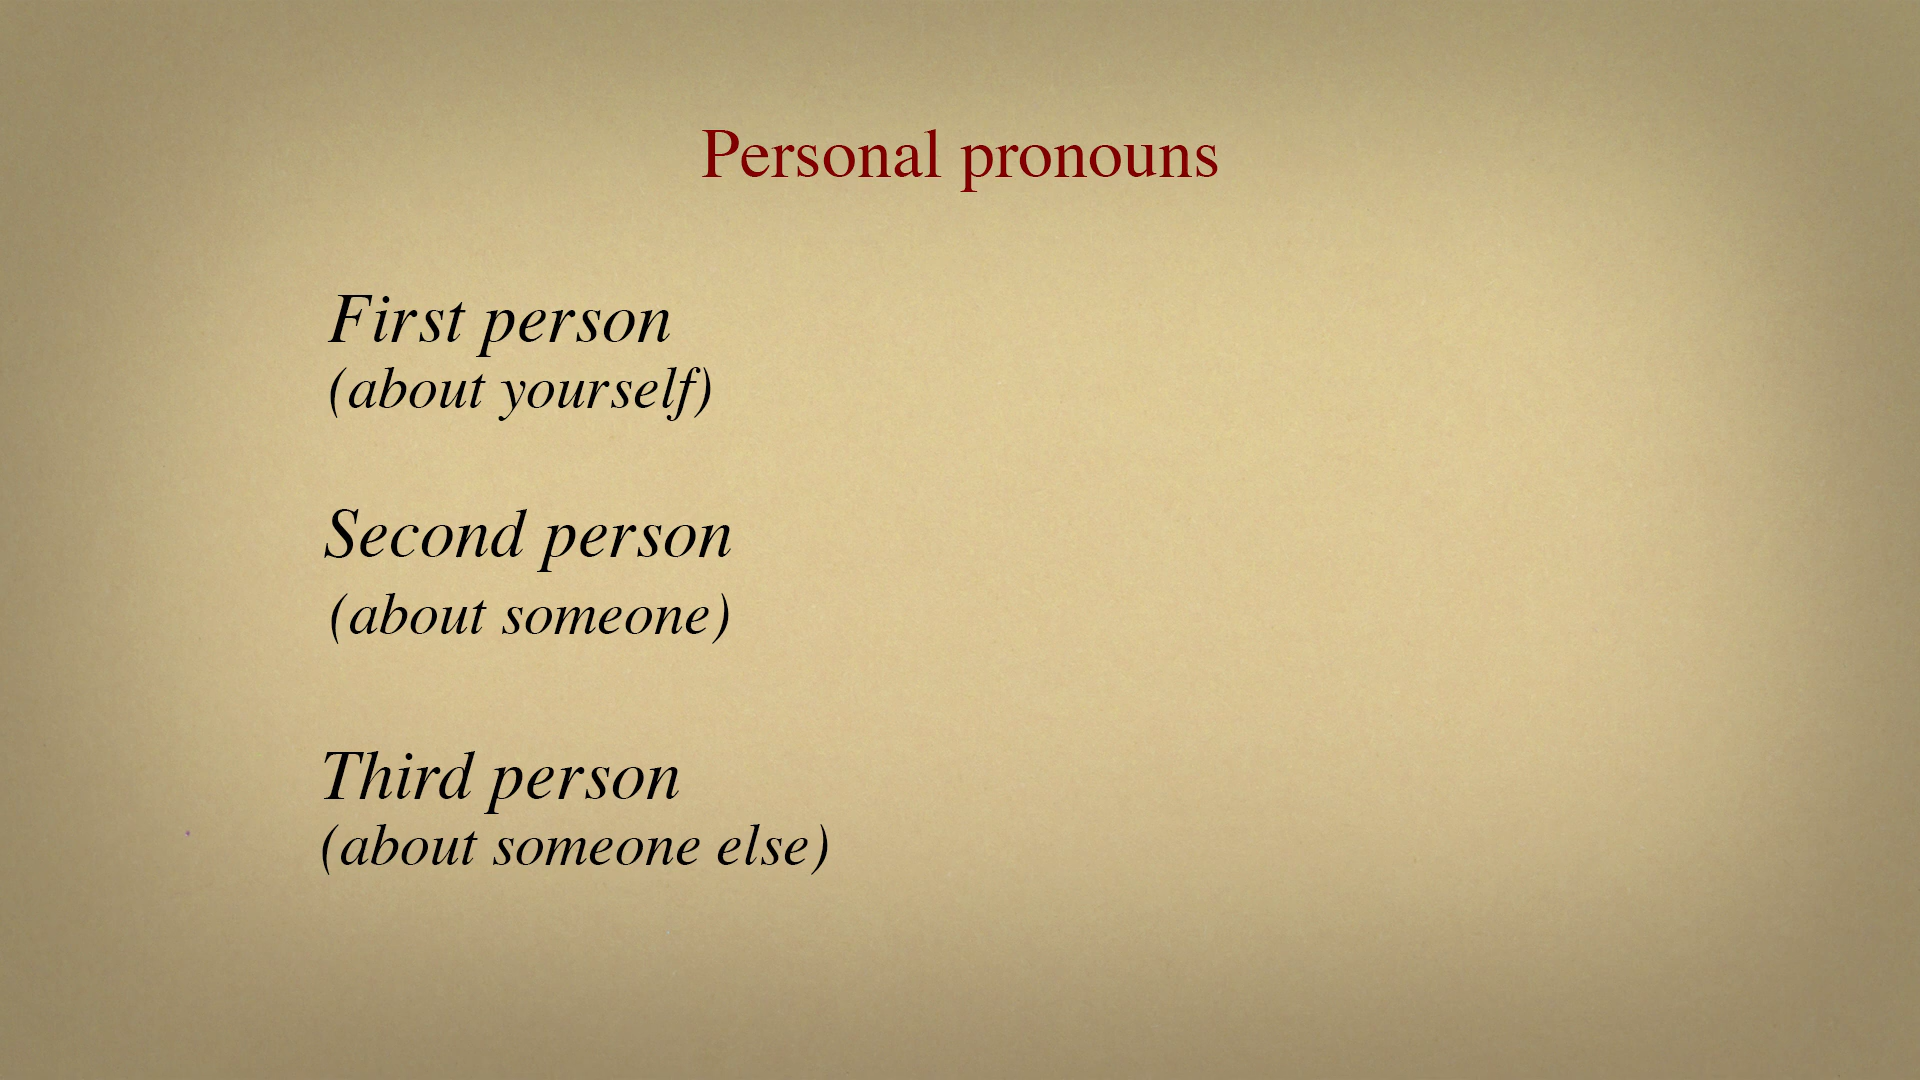 Personal pronouns
First person
(about yourself)
Second person
(about someone)
Third person
(about someone else)